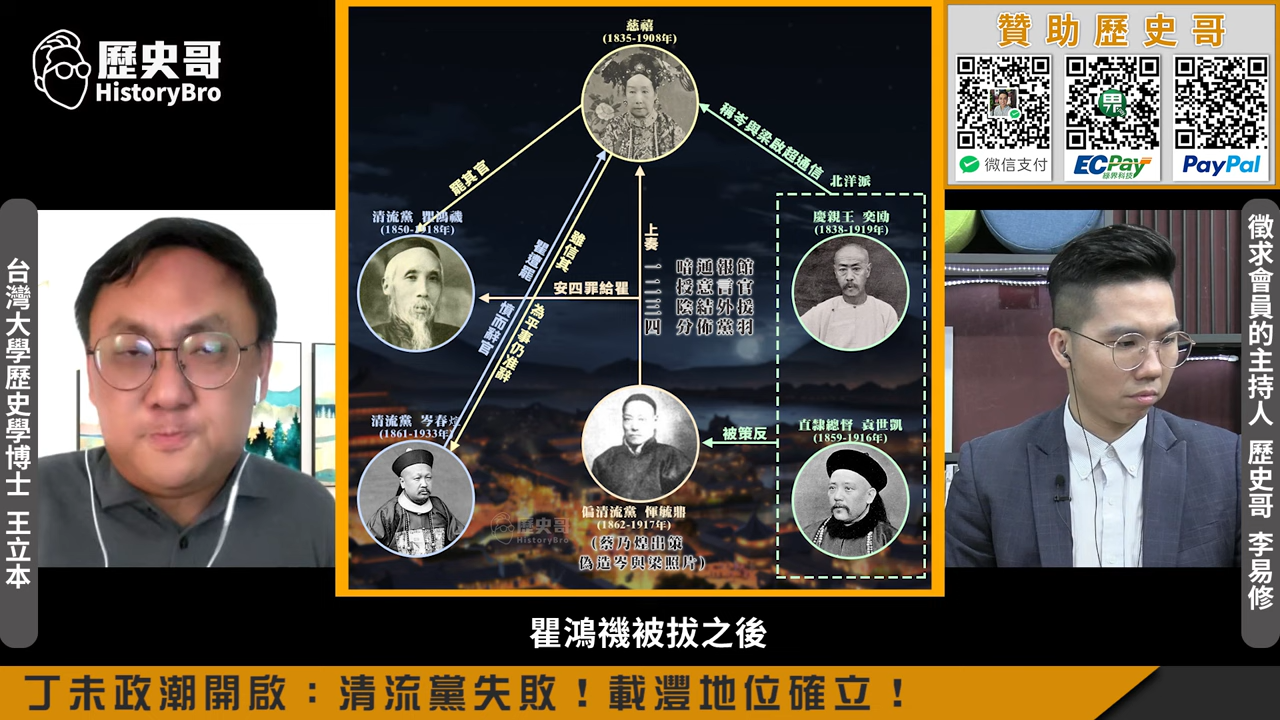 歷史哥
HistoryBro
慈禧
(1835-1908年)
贊助歷史哥
微信支付
ECPay
綠界科技
PayPal
稱岑與梁啟超通信
北洋派
罷其官
清流黨 瞿鴻禨
(1850-1918年)
慶親王 奕劻
(1838-1919年)
瞿遭罷
憤而辭官
雖信其
為平事仍准辭
安四罪給瞿
上奏
一 暗通報館
二 授意言官
三 陰結外援
四 分佈黨羽
清流黨 岑春煊
(1861-1933年)
被策反
直隸總督 袁世凱
(1859-1916年)
偏清流黨 惲毓鼎
(1862-1917年)
(蔡乃煌出策
偽造岑與梁照片)
歷史哥
HistoryBro
台灣大學歷史學博士 王立本
徵求會員的主持人 歷史哥 李易修
瞿鴻禨被拔之後
丁未政潮開啟：清流黨失敗！載灃地位確立！